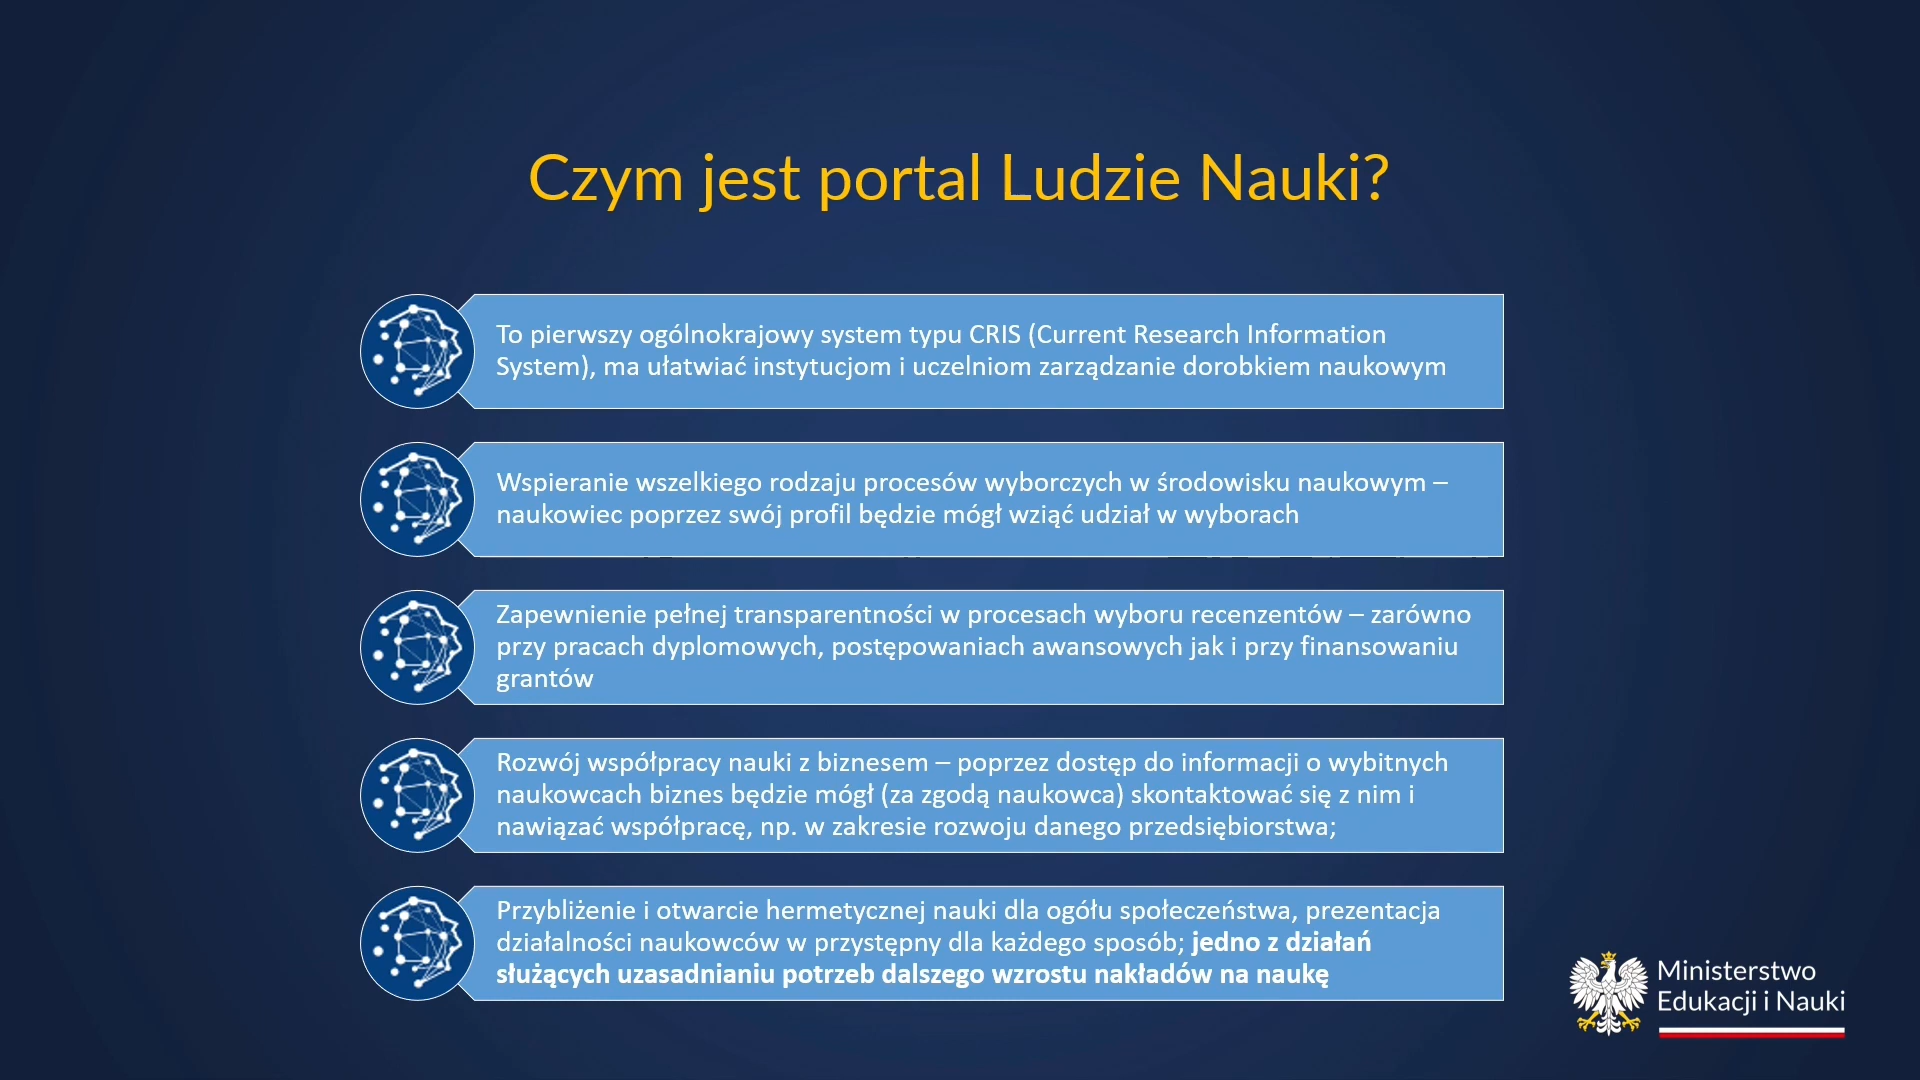 Czym jest portal Ludzie Nauki?
To pierwszy ogólnokrajowy system typu CRIS (Current Research Information
System), ma ułatwiać instytucjom i uczelniom zarządzanie dorobkiem naukowym
Wspieranie wszelkiego rodzaju procesów wyborczych w środowisku naukowym –
naukowiec poprzez swój profil będzie mógł wziąć udział w wyborach
Zapewnienie pełnej transparentności w procesach wyboru recenzentów – zarówno
przy pracach dyplomowych, postępowaniach awansowych jak i przy finansowaniu
grantów
Rozwój współpracy nauki z biznesem – poprzez dostęp do informacji o wybitnych
naukowcach biznes będzie mógł (za zgodą naukowca) skontaktować się z nim i
nawiązać współpracę, np. w zakresie rozwoju danego przedsiębiorstwa;
Przybliżenie i otwarcie hermetycznej nauki dla ogółu społeczeństwa, prezentacja
działalności naukowców w przystępny dla każdego sposób; jedno z działań
służących uzasadnianiu potrzeb dalszego wzrostu nakładów na naukę
Ministerstwo
Edukacji i Nauki